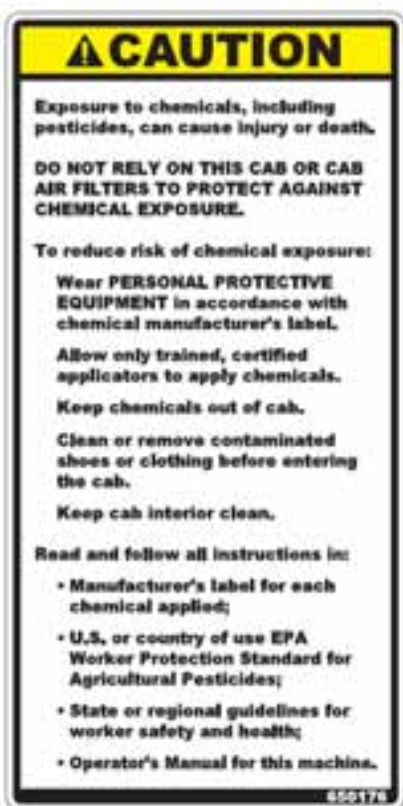 CAUTION
Exposure to chemicals, including
pesticides, can cause injury or death.
DO NOT RELY ON THIS CAB OR CAB
AIR FILTERS TO PROTECT AGAINST
CHEMICAL EXPOSURE.
To reduce risk of chemical exposure:
Wear PERSONAL PROTECTIVE
EQUIPMENT in accordance with
chemical manufacturer's label.
Allow only trained, certified
applicators to apply chemicals.
Keep chemicals out of cab.
Clean or remove contaminated
shoes or clothing before entering
the cab.
Keep cab interior clean.
Read and follow all instructions in:
• Manufacturer's label for each
chemical applied;
• U.S. or country of use EPA
Worker Protection Standard for
Agricultural Pesticides;
• State or regional guidelines for
worker safety and health;
• Operator's Manual for this machine.
650176